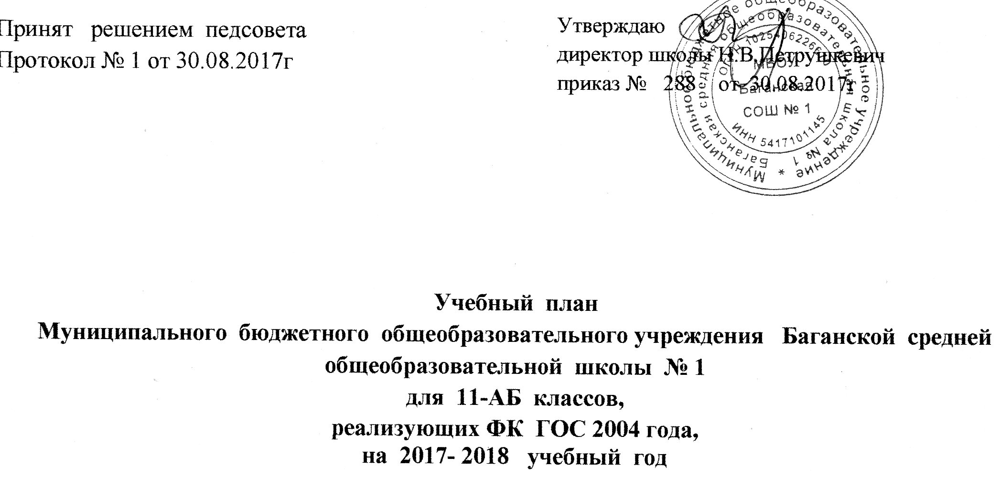 Принят решением педсовета
Протокол № 1 от 30.08.2017г
Утверждаю
директор школы Н.В.Петрушкевич
приказ № 288 от 30.08.2017г
Муниципальное бюджетное общеобразовательное учреждение *
Баганская средняя общеобразовательная школа № 1
МБОУ
Баганская
СОШ № 1
ИНН 5417101145
Учебный план
Муниципального бюджетного общеобразовательного учреждения Баганской средней
общеобразовательной школы № 1
для 11-АБ классов,
реализующих ФК ГОС 2004 года,
на 2017- 2018 учебный год